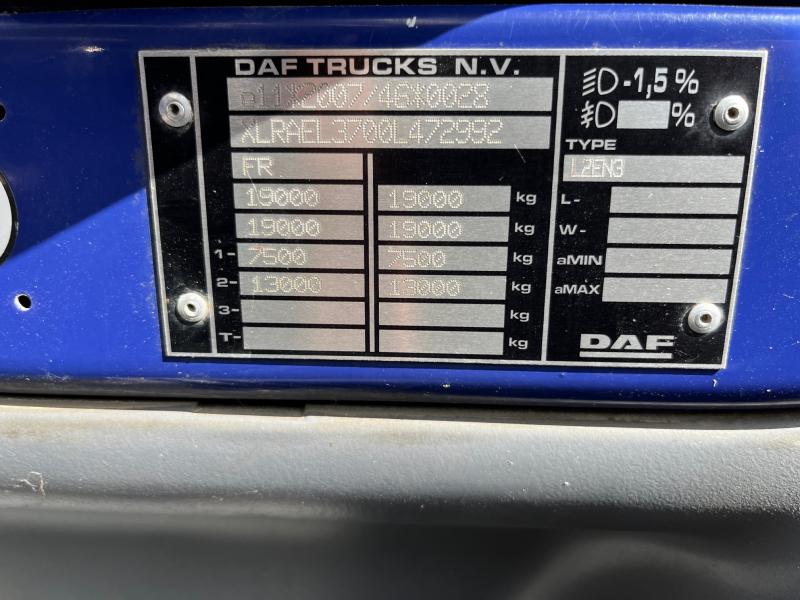 DAF TRUCKS N.V.
e11*2007/46*0028
XLRAEL3700L472992
FR
19000 19000 kg
19000 19000 kg
1- 7500 7500 kg
2- 13000 13000 kg
3- kg
T- kg
-1,5 %
%
TYPE
L2EN3
L-
W-
aMIN
aMAX
DAF